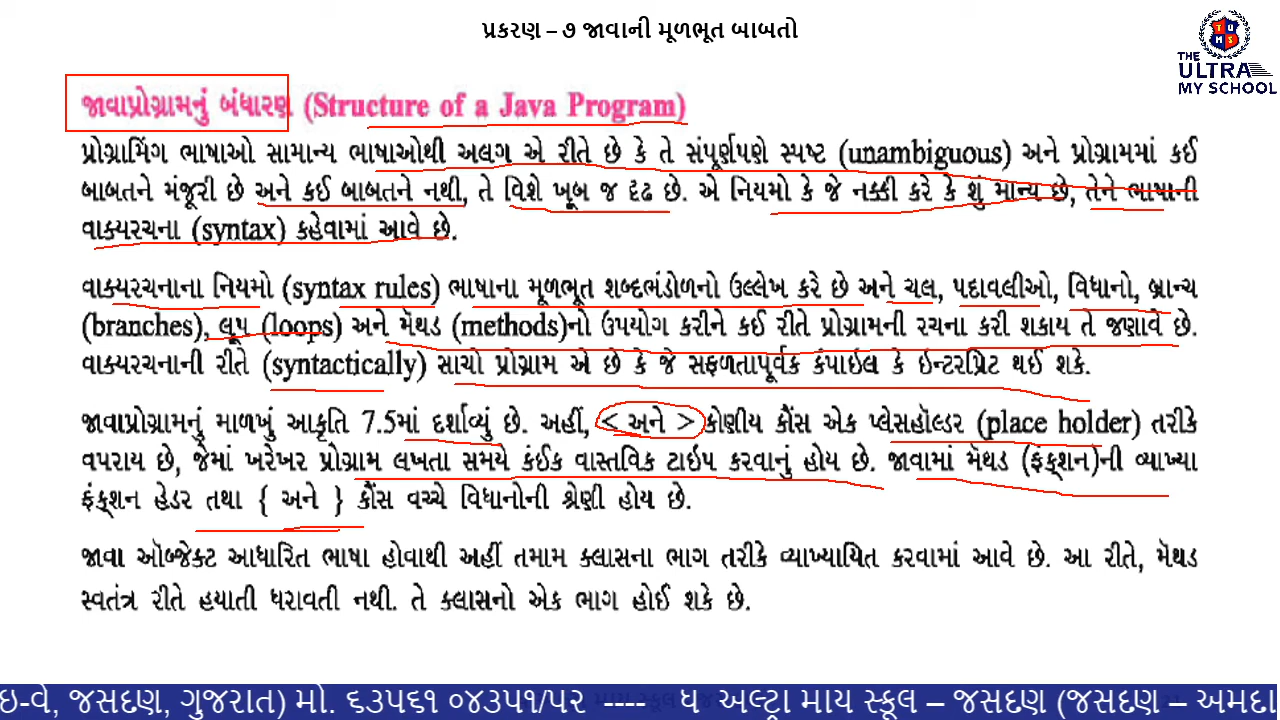 પ્રકરણ – ૭ જાવાની મૂળભૂત બાબતો
THE
ULTRA
MY SCHOOL
T U
M S
જાવાપ્રોગ્રામનું બંધારણ (Structure of a Java Program)
પ્રોગ્રામિંગ ભાષાઓ સામાન્ય ભાષાઓથી અલગ એ રીતે છે કે તે સંપૂર્ણપણે સ્પષ્ટ (unambiguous) અને પ્રોગ્રામમાં કઈ
બાબતને મંજૂરી છે અને કઈ બાબતને નથી, તે વિશે ખૂબ જ દૃઢ છે. એ નિયમો કે જે નક્કી કરે કે શું માન્ય છે, તેને ભાષાની
વાક્યરચના (syntax) કહેવામાં આવે છે.
વાક્યરચનાના નિયમો (syntax rules) ભાષાના મૂળભૂત શબ્દભંડોળનો ઉલ્લેખ કરે છે અને ચલ, પદાવલીઓ, વિધાનો, બ્રાન્ચ
(branches), લૂપ (loops) અને મૅથડ (methods)નો ઉપયોગ કરીને કઈ રીતે પ્રોગ્રામની રચના કરી શકાય તે જણાવે છે.
વાક્યરચનાની રીતે (syntactically) સાચો પ્રોગ્રામ એ છે કે જે સફળતાપૂર્વક કંપાઇલ કે ઇન્ટરપ્રિટ થઈ શકે.
જાવાપ્રોગ્રામનું માળખું આકૃતિ 7.5માં દર્શાવ્યું છે. અહીં, < અને > કોણીય કૌંસ એક પ્લેસહૉલ્ડર (place holder) તરીકે
વપરાય છે, જેમાં ખરેખર પ્રોગ્રામ લખતા સમયે કંઈક વાસ્તવિક ટાઇપ કરવાનું હોય છે. જાવામાં મૅથડ (ફંક્શન)ની વ્યાખ્યા
ફંક્શન હેડર તથા { અને } કૌંસ વચ્ચે વિધાનોની શ્રેણી હોય છે.
જાવા ઑબ્જેક્ટ આધારિત ભાષા હોવાથી અહીં તમામ ક્લાસના ભાગ તરીકે વ્યાખ્યાયિત કરવામાં આવે છે. આ રીતે, મૅથડ
સ્વતંત્ર રીતે હયાતી ધરાવતી નથી. તે ક્લાસનો એક ભાગ હોઈ શકે છે.
ઇ-વે, જસદણ, ગુજરાત) મો. ૬૩૫૬૧ ૦૪૩૫૧/૫૨ ---- ધ અલ્ટ્રા માય સ્કૂલ – જસદણ (જસદણ – અમદા